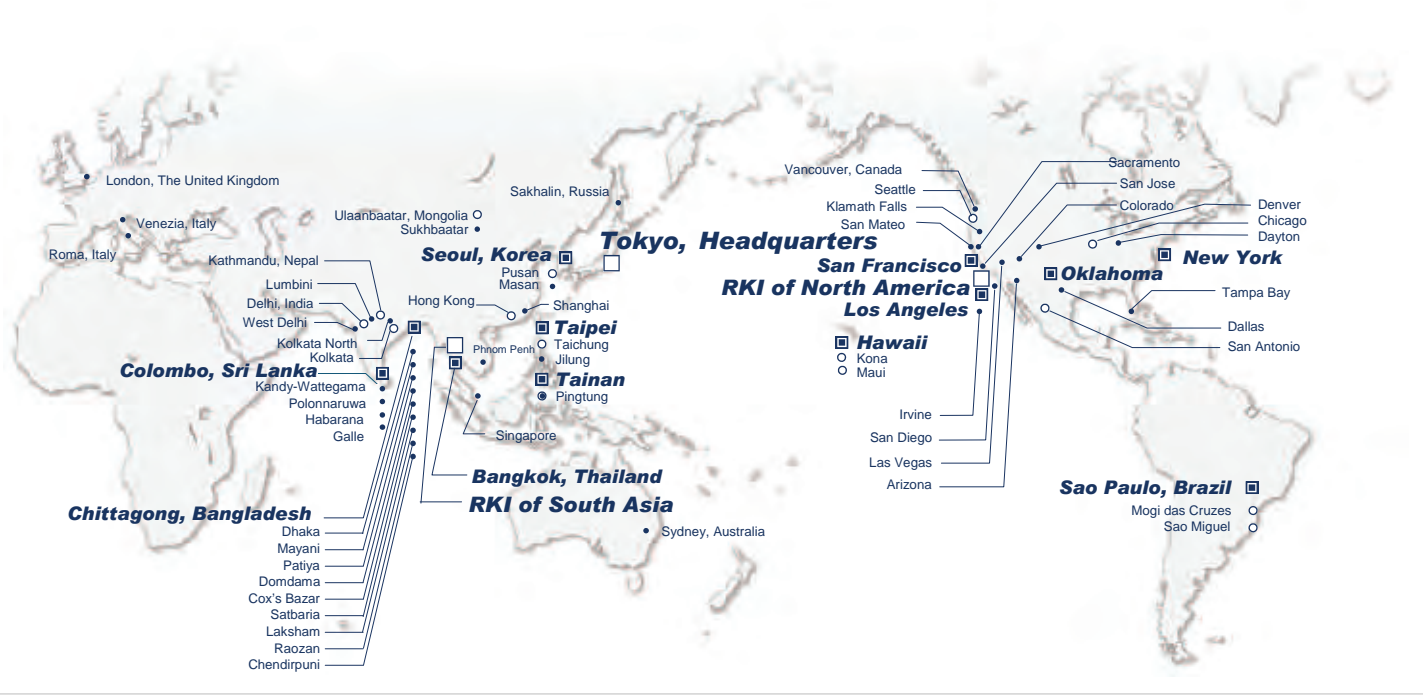 London, The United Kingdom
Venezia, Italy
Roma, Italy
Sakhalin, Russia
Ulaanbaatar, Mongolia
Sukhbaatar
Tokyo, Headquarters
Seoul, Korea
Pusan
Masan
Kathmandu, Nepal
Lumbini
Delhi, India
West Delhi
Kolkata North
Kolkata
Hong Kong
Shanghai
Taipei
Taichung
Jilung
Tainan
Pingtung
Phnom Penh
Colombo, Sri Lanka
Kandy-Wattegama
Polonnaruwa
Habarana
Galle
Singapore
Bangkok, Thailand
RKI of South Asia
Chittagong, Bangladesh
Dhaka
Mayani
Patiya
Domdama
Cox's Bazar
Satbaria
Laksham
Raozan
Chendirpuni
Sydney, Australia
Vancouver, Canada
Seattle
Klamath Falls
San Mateo
San Francisco
RKI of North America
Los Angeles
Hawaii
Kona
Maui
Irvine
San Diego
Las Vegas
Arizona
Sacramento
San Jose
Colorado
Denver
Chicago
Dayton
New York
Oklahoma
Tampa Bay
Dallas
San Antonio
Sao Paulo, Brazil
Mogi das Cruzes
Sao Miguel